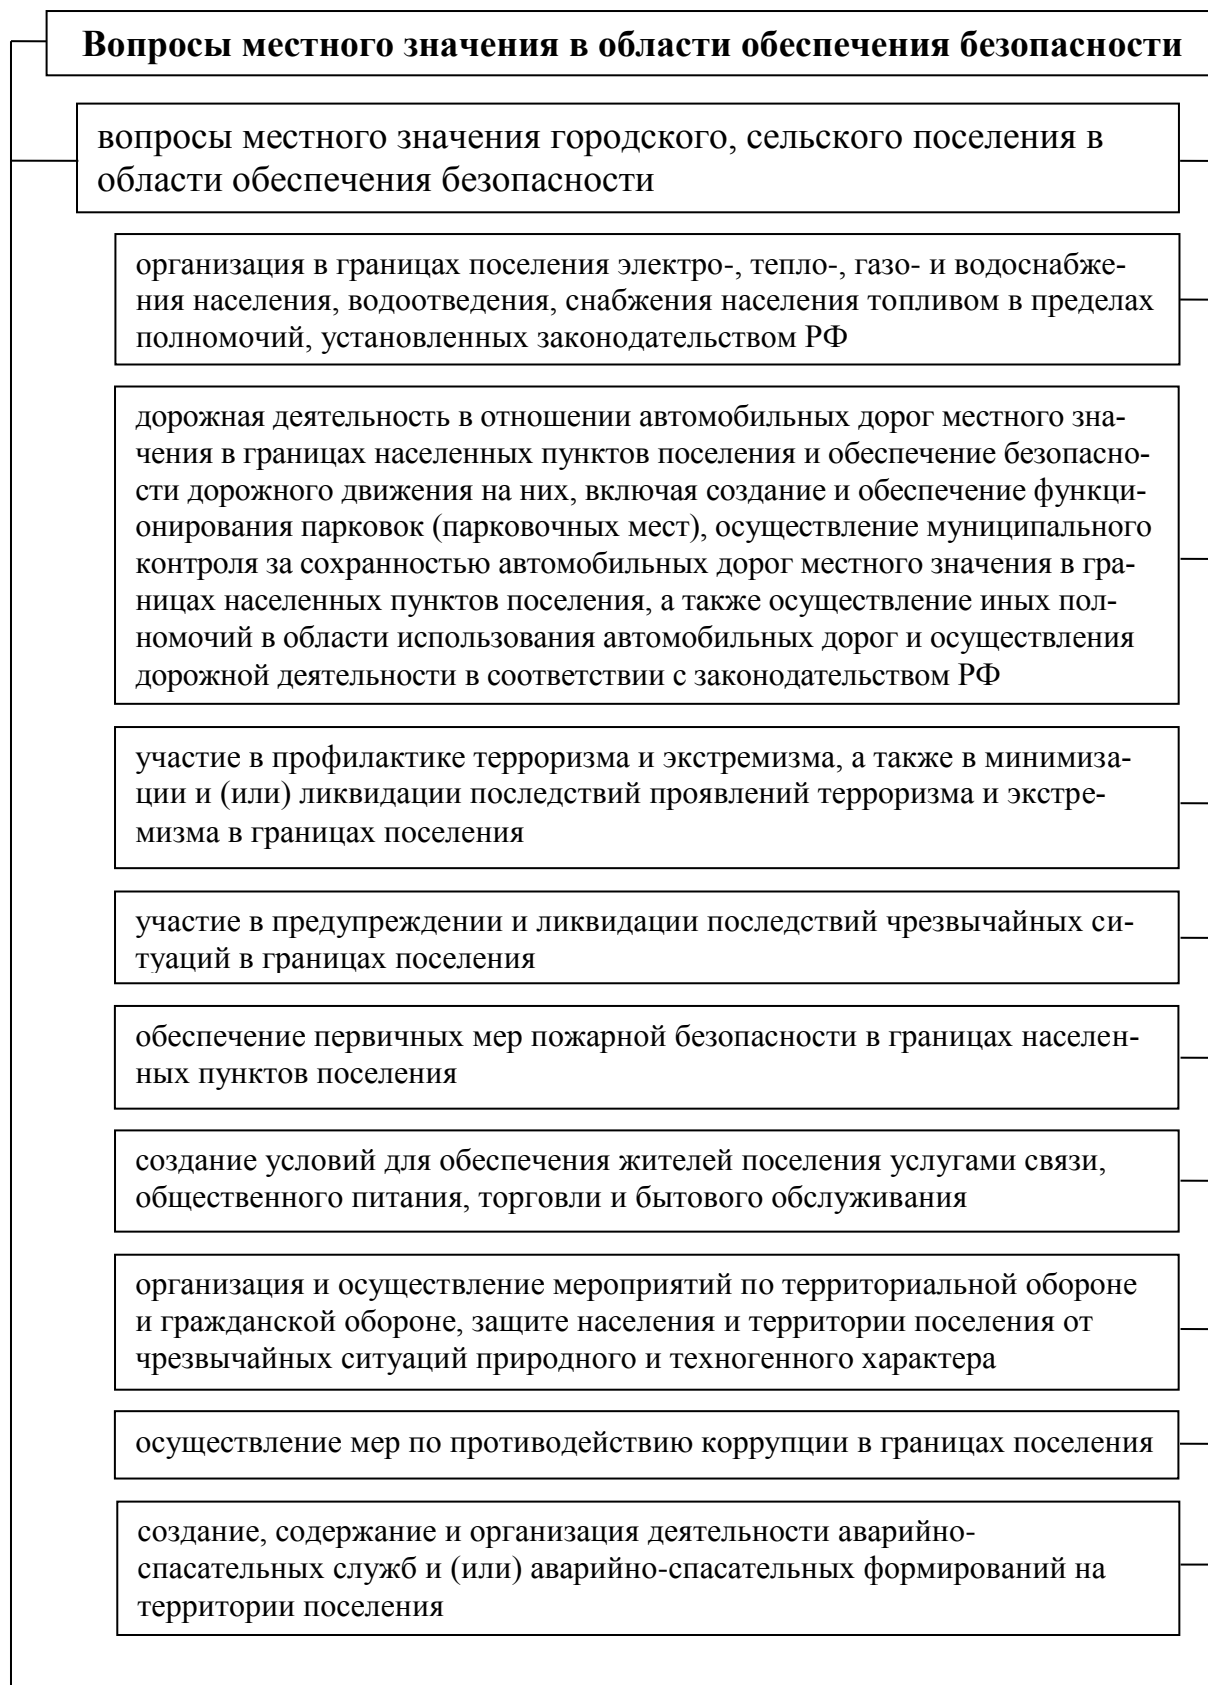 Вопросы местного значения в области обеспечения безопасности
вопросы местного значения городского, сельского поселения в
области обеспечения безопасности
организация в границах поселения электро-, тепло-, газо- и водоснабже-
ния населения, водоотведения, снабжения населения топливом в пределах
полномочий, установленных законодательством РФ
дорожная деятельность в отношении автомобильных дорог местного зна-
чения в границах населенных пунктов поселения и обеспечение безопасно-
сти дорожного движения на них, включая создание и обеспечение функци-
онирования парковок (парковочных мест), осуществление муниципального
контроля за сохранностью автомобильных дорог местного значения в гра-
ницах населенных пунктов поселения, а также осуществление иных пол-
номочий в области использования автомобильных дорог и осуществления
дорожной деятельности в соответствии с законодательством РФ
участие в профилактике терроризма и экстремизма, а также в минимиза-
ции и (или) ликвидации последствий проявлений терроризма и экстре-
мизма в границах поселения
участие в предупреждении и ликвидации последствий чрезвычайных си-
туаций в границах поселения
обеспечение первичных мер пожарной безопасности в границах населен-
ных пунктов поселения
создание условий для обеспечения жителей поселения услугами связи,
общественного питания, торговли и бытового обслуживания
организация и осуществление мероприятий по территориальной обороне
и гражданской обороне, защите населения и территории поселения от
чрезвычайных ситуаций природного и техногенного характера
осуществление мер по противодействию коррупции в границах поселения
создание, содержание и организация деятельности аварийно-
спасательных служб и (или) аварийно-спасательных формирований на
территории поселения